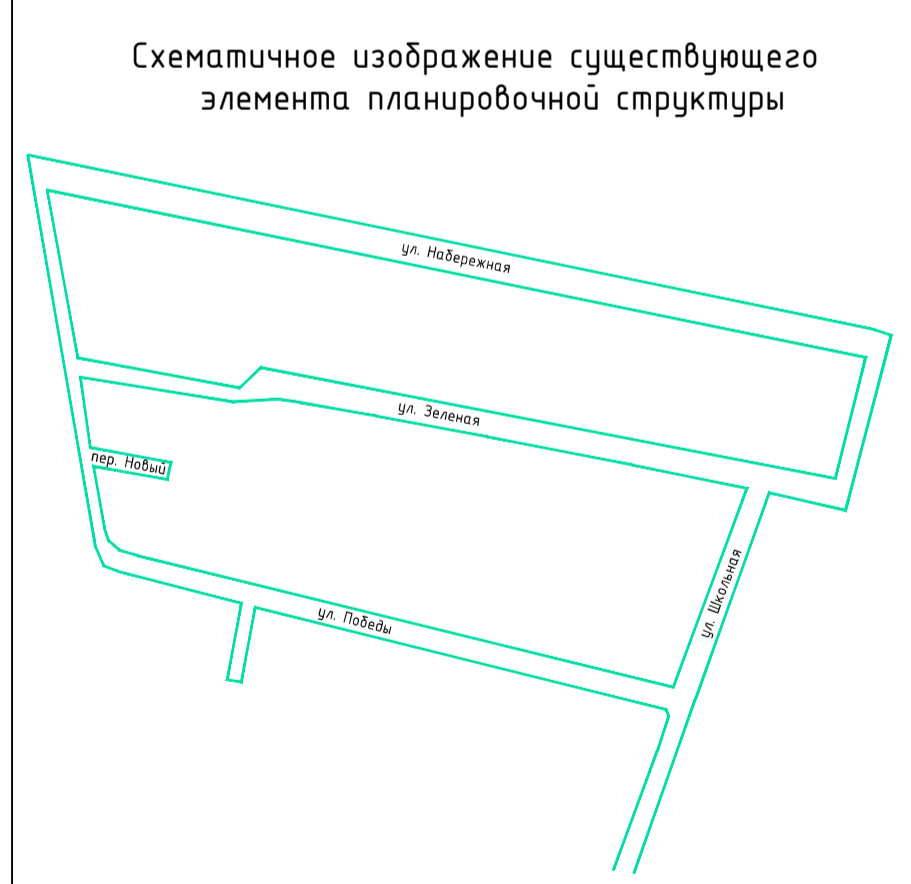 Схематичное изображение существующего
элемента планировочной структуры
ул. Набережная
ул. Зеленая
пер. Новый
ул. Школьная
ул. Победы